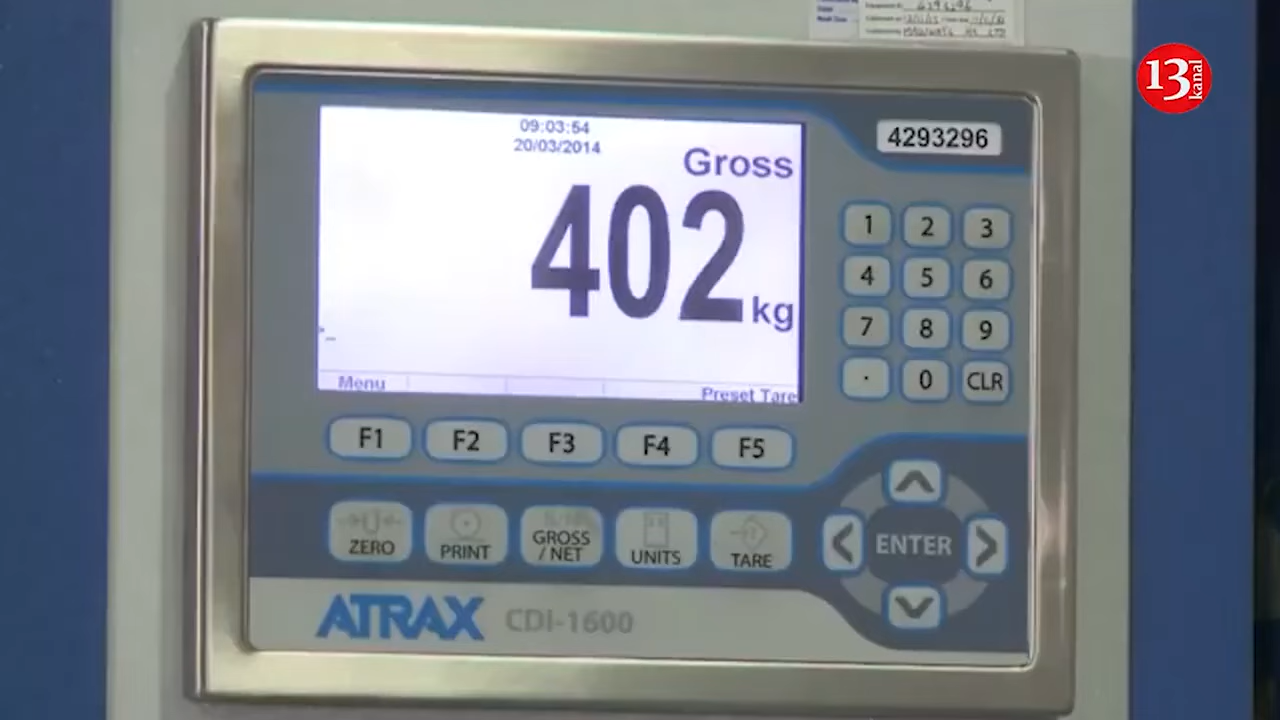 13
kanal
4293296
09:03:54
20/03/2014
Gross
402 kg
Menu
Preset Tare
1 2 3
4 5 6
7 8 9
. 0 CLR
F1 F2 F3 F4 F5
ZERO
PRINT
GROSS
/ NET
UNITS
TARE
ENTER
ATRAX CDI-1600